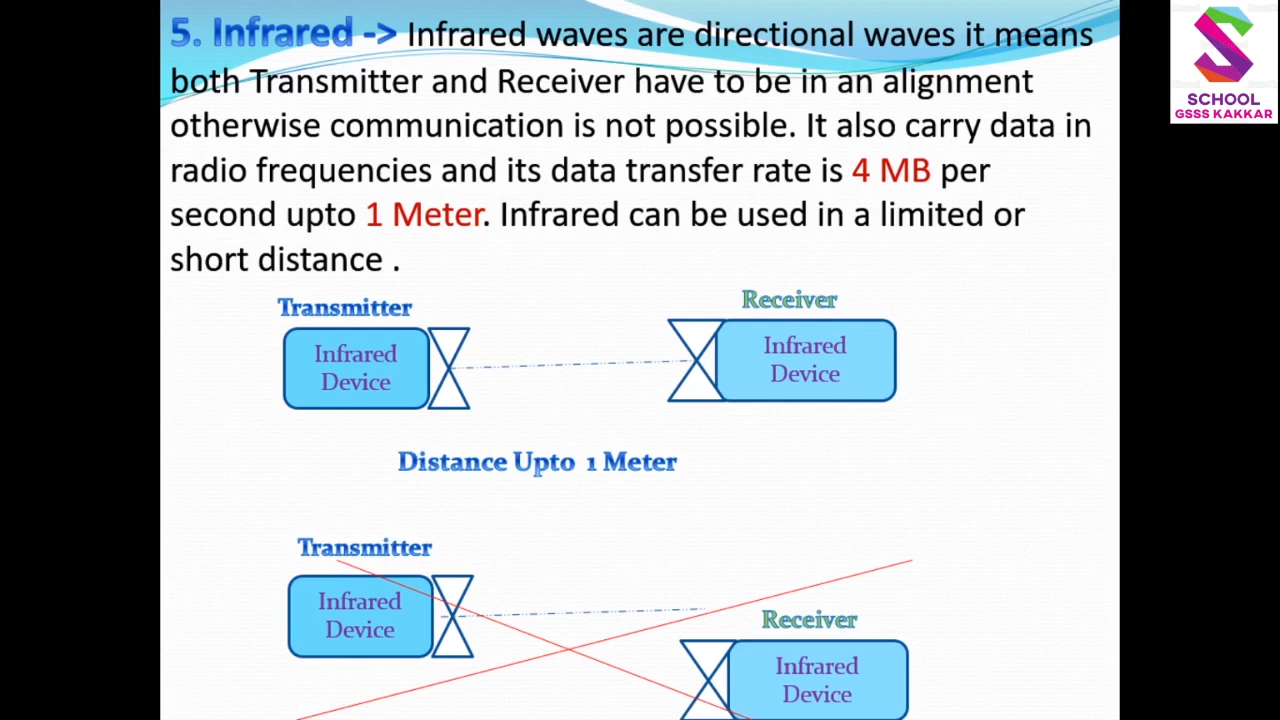 5. Infrared -> Infrared waves are directional waves it means
both Transmitter and Receiver have to be in an alignment
otherwise communication is not possible. It also carry data in
radio frequencies and its data transfer rate is 4 MB per
second upto 1 Meter. Infrared can be used in a limited or
short distance .
SCHOOL
GSSS KAKKAR
Transmitter
Receiver
Infrared
Device
Infrared
Device
Distance Upto 1 Meter
Transmitter
Infrared
Device
Receiver
Infrared
Device